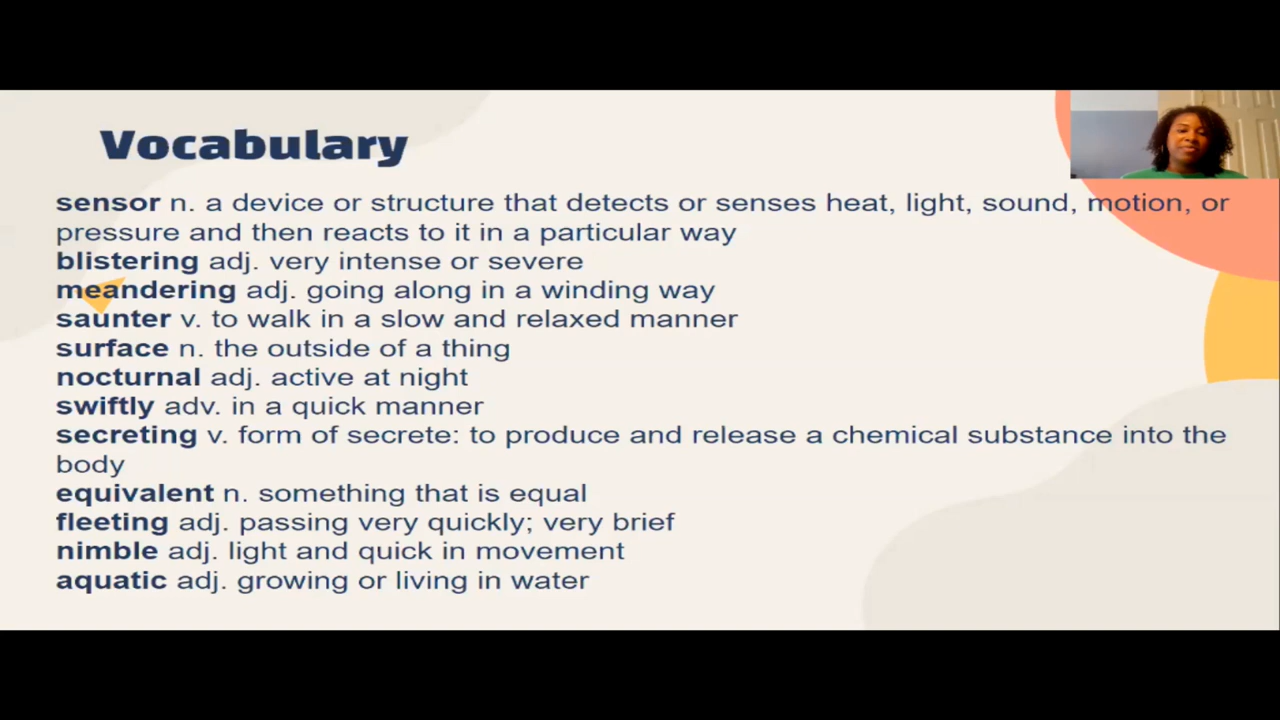 Vocabulary
sensor n. a device or structure that detects or senses heat, light, sound, motion, or
pressure and then reacts to it in a particular way
blistering adj. very intense or severe
meandering adj. going along in a winding way
saunter v. to walk in a slow and relaxed manner
surface n. the outside of a thing
nocturnal adj. active at night
swiftly adv. in a quick manner
secreting v. form of secrete: to produce and release a chemical substance into the
body
equivalent n. something that is equal
fleeting adj. passing very quickly; very brief
nimble adj. light and quick in movement
aquatic adj. growing or living in water